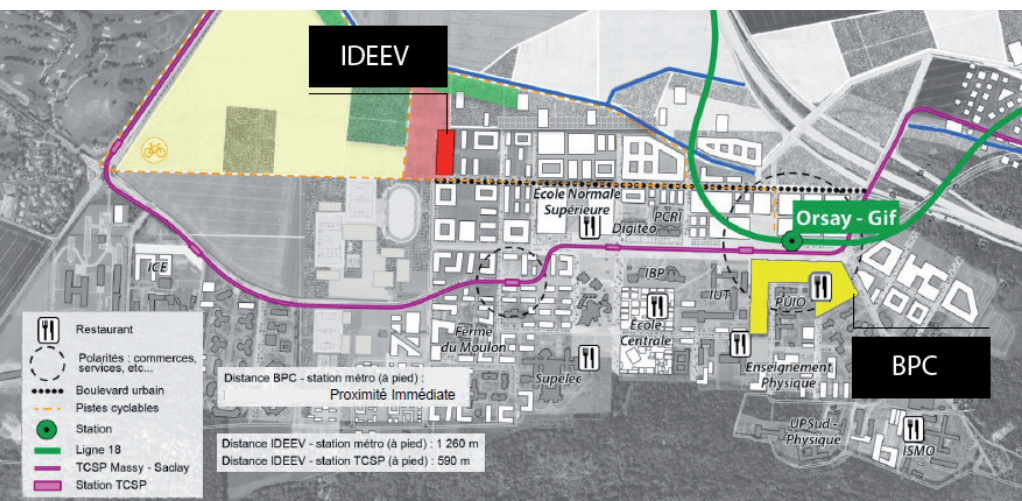 IDEEV
Orsay - Gif
École Normale
Supérieure
PCRI
Digitéo
iCE
IBP
IUT
PUIO
École
Centrale
Ferme
du Moulon
Supélec
Enseignement
Physique
BPC
UPSud -
Physique
ISMO
Restaurant
Polarités : commerces,
services, etc...
Boulevard urbain
Pistes cyclables
Station
Ligne 18
TCSP Massy - Saclay
Station TCSP
Distance BPC - station métro (à pied) :
Proximité Immédiate
Distance IDEEV - station métro (à pied) : 1 260 m
Distance IDEEV - station TCSP (à pied) : 590 m